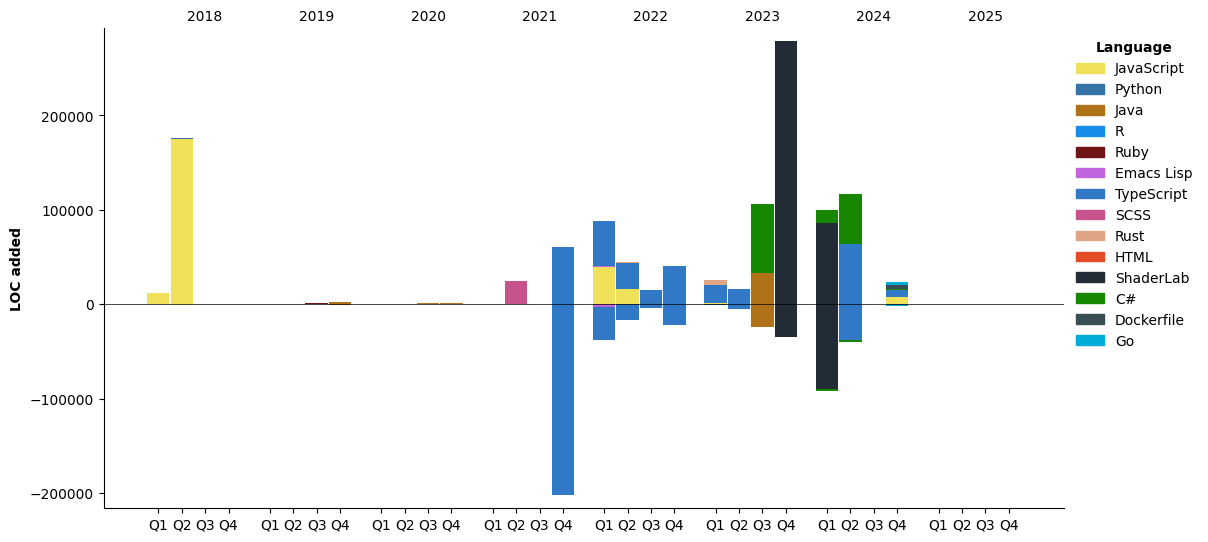 2018 2019 2020 2021 2022 2023 2024 2025
LOC added
200000
100000
0
−100000
−200000
Q1 Q2 Q3 Q4 Q1 Q2 Q3 Q4 Q1 Q2 Q3 Q4 Q1 Q2 Q3 Q4 Q1 Q2 Q3 Q4 Q1 Q2 Q3 Q4 Q1 Q2 Q3 Q4 Q1 Q2 Q3 Q4
Language
JavaScript
Python
Java
R
Ruby
Emacs Lisp
TypeScript
SCSS
Rust
HTML
ShaderLab
C#
Dockerfile
Go